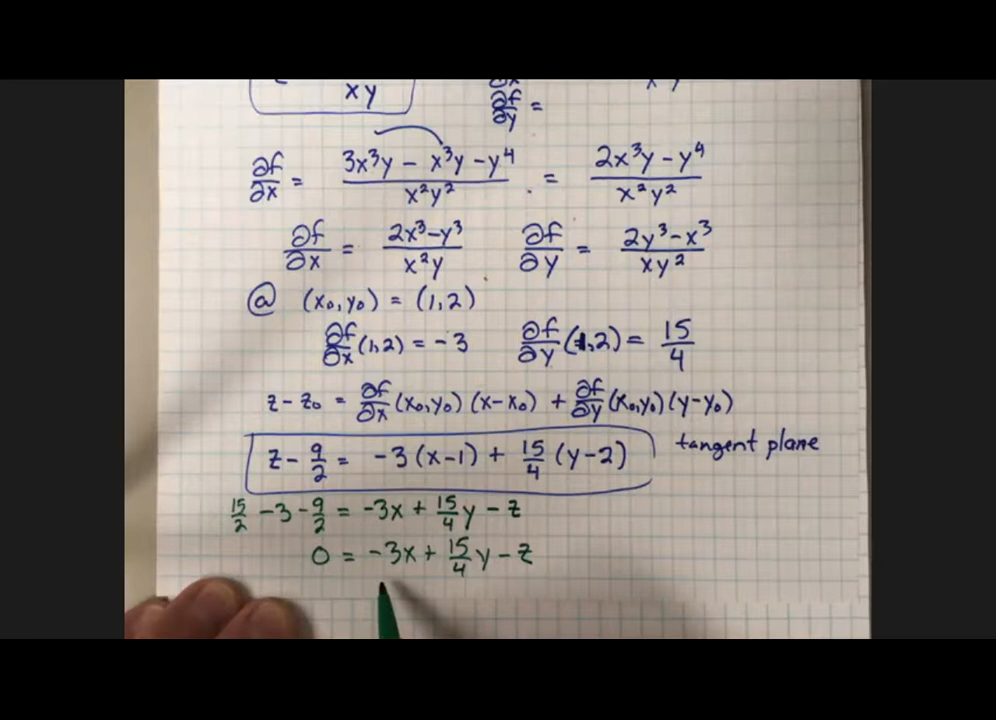 xy
∂f/∂y =
∂f/∂x = (3x³y − x³y − y⁴)/(x²y²) = (2x³y − y⁴)/(x²y²)
∂f/∂x = (2x³−y³)/(x²y) ∂f/∂y = (2y³−x³)/(xy²)
@ (x₀,y₀) = (1,2)
∂f/∂x (1,2) = −3 ∂f/∂y (1,2) = 15/4
z − z₀ = ∂f/∂x (x₀,y₀) (x−x₀) + ∂f/∂y (x₀,y₀) (y−y₀)
z − 9/2 = −3(x−1) + 15/4 (y−2) tangent plane
15/2 − 3 − 9/2 = −3x + 15/4 y − z
0 = −3x + 15/4 y − z